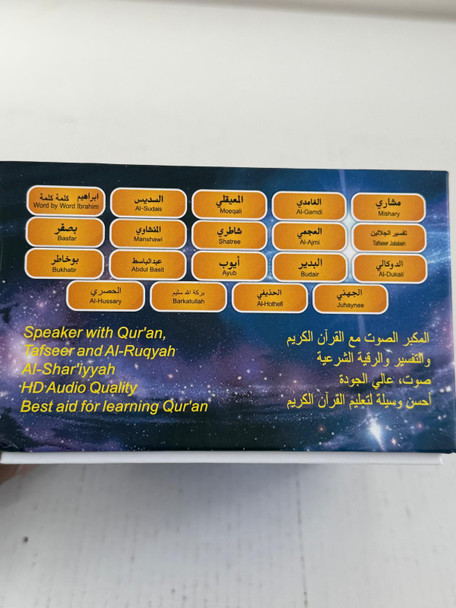 ابراهيم كلمة كلمة
Word by Word Ibrahim
السديس
Al-Sudais
المعيقلي
Moeqali
الغامدي
Al-Gamdi
مشاري
Mishary
بصفر
Basfar
المنشاوي
Manshawi
شاطري
Shatree
العجمي
Al-Ajmi
تفسير الجلالين
Tafseer Jalalain
بوخاطر
Bukhatir
عبدالباسط
Abdul Basit
أيوب
Ayub
البدير
Budair
الدوكالي
Al-Dukali
الحصري
Al-Hussary
بركة الله سليم
Barkatullah
الحذيفي
Al-Hothefi
الجهني
Juhaynee
Speaker with Qur'an,
Tafseer and Al-Ruqyah
Al-Shar'iyyah
HD Audio Quality
Best aid for learning Qur'an
المكبر الصوت مع القرآن الكريم
والتفسير والرقية الشرعية
صوت، عالي الجودة
أحسن وسيلة لتعليم القرآن الكريم